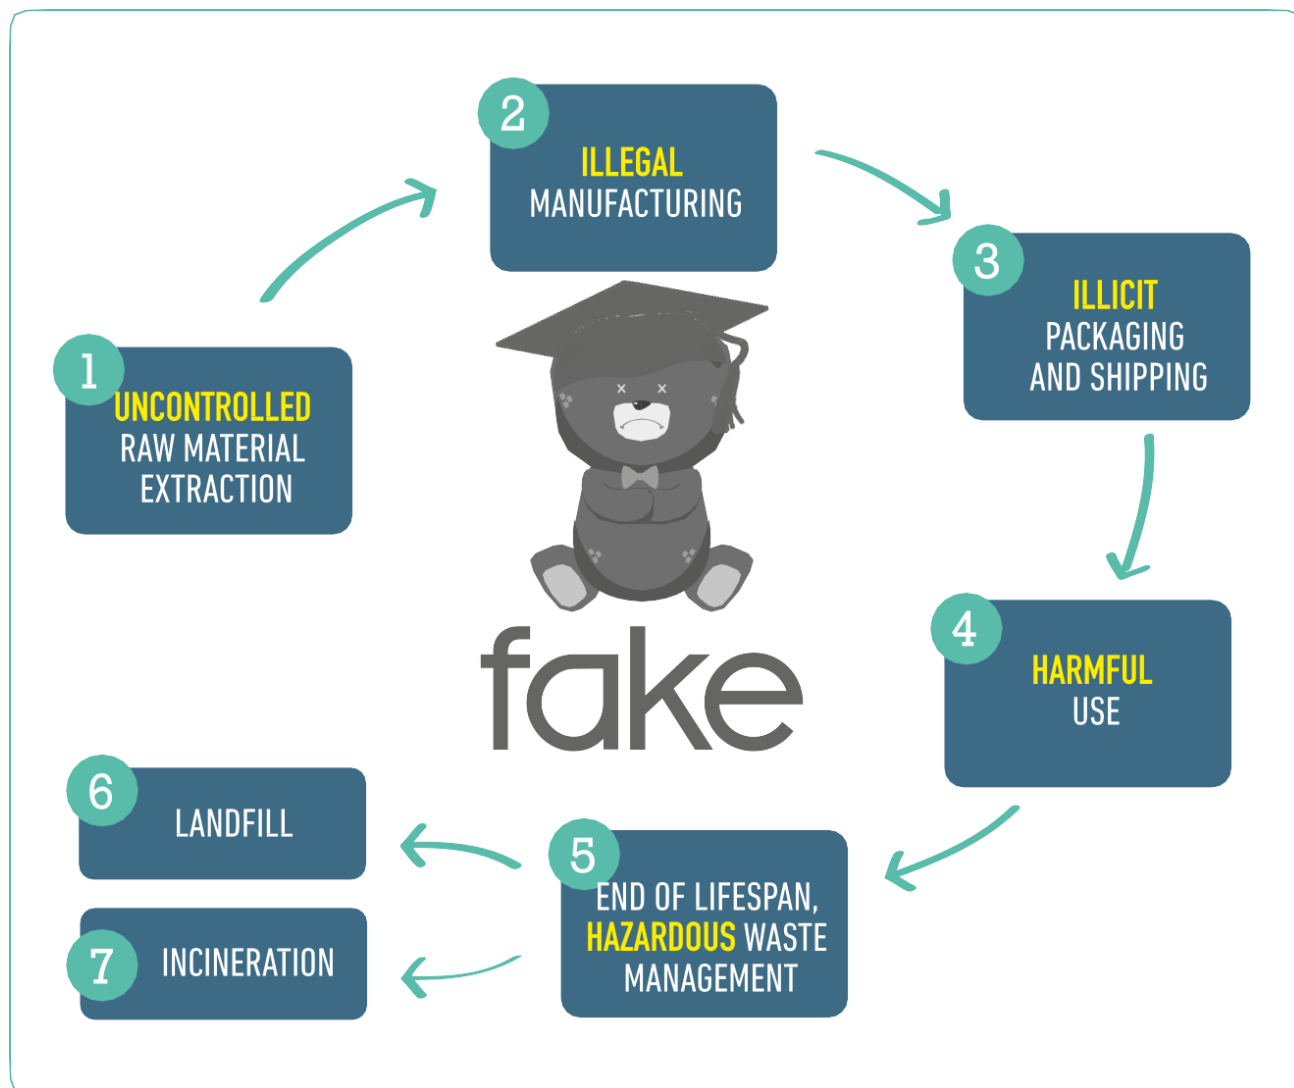 1
UNCONTROLLED
RAW MATERIAL
EXTRACTION
2
ILLEGAL
MANUFACTURING
3
ILLICIT
PACKAGING
AND SHIPPING
4
HARMFUL
USE
5
END OF LIFESPAN,
HAZARDOUS WASTE
MANAGEMENT
6
LANDFILL
7
INCINERATION
fake